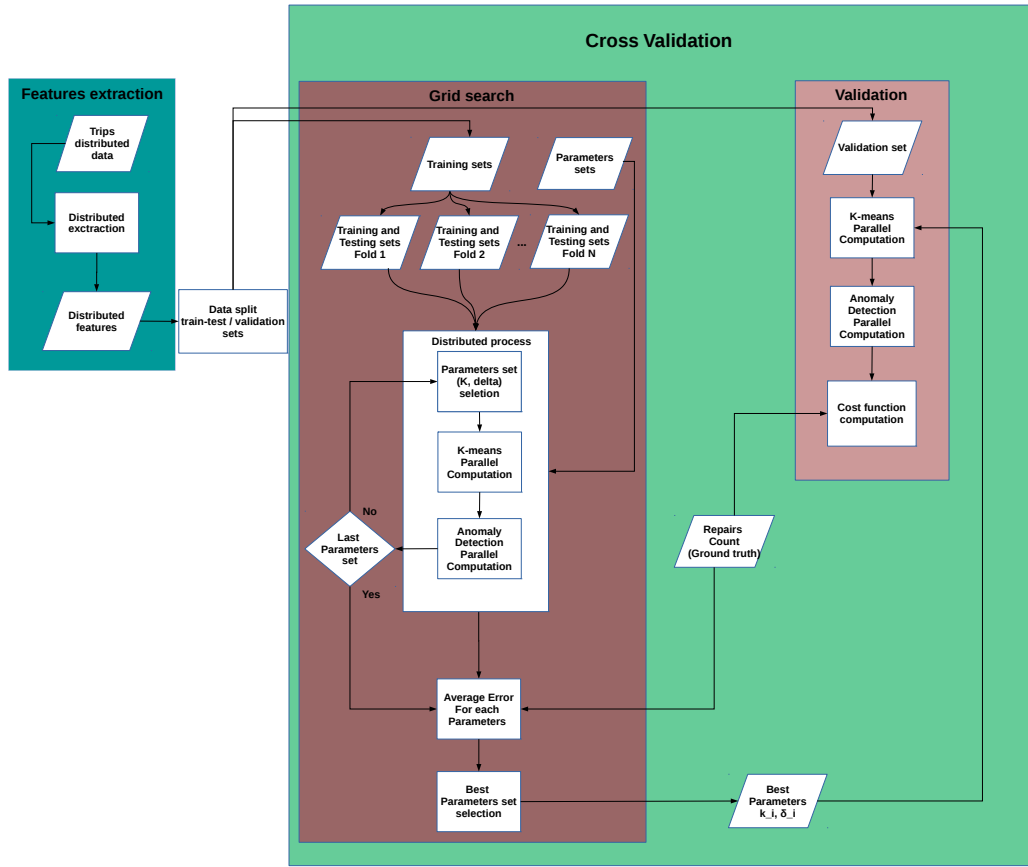 Cross Validation
Features extraction
Trips
distributed
data
Distributed
exctraction
Distributed
features
Data split
train-test / validation
sets
Grid search
Training sets
Parameters
sets
Training and
Testing sets
Fold 1
Training and
Testing sets
Fold 2
...
Training and
Testing sets
Fold N
Distributed process
Parameters set
(K, delta)
seletion
K-means
Parallel
Computation
Anomaly
Detection
Parallel
Computation
No
Last
Parameters
set
Yes
Average Error
For each
Parameters
Best
Parameters set
selection
Validation
Validation set
K-means
Parallel
Computation
Anomaly
Detection
Parallel
Computation
Cost function
computation
Repairs
Count
(Ground truth)
Best
Parameters
k_i, δ_i